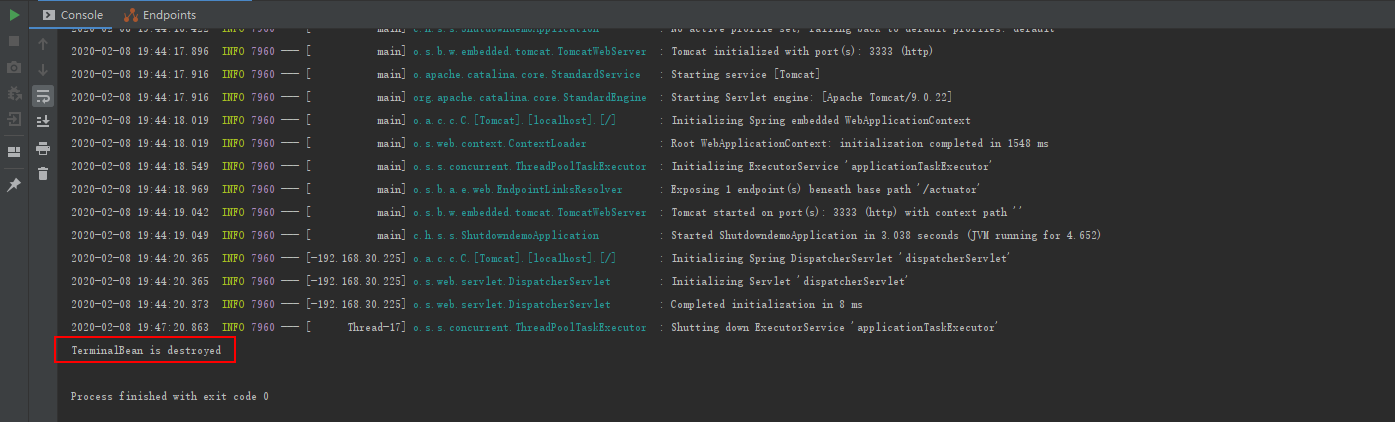 Console Endpoints
2020-02-08 19:44:16.422 INFO 7960 --- [ main] c.h.s.s.ShutdowndemoApplication : No active profile set, falling back to default profiles: default
2020-02-08 19:44:17.896 INFO 7960 --- [ main] o.s.b.w.embedded.tomcat.TomcatWebServer : Tomcat initialized with port(s): 3333 (http)
2020-02-08 19:44:17.916 INFO 7960 --- [ main] o.apache.catalina.core.StandardService : Starting service [Tomcat]
2020-02-08 19:44:17.916 INFO 7960 --- [ main] org.apache.catalina.core.StandardEngine : Starting Servlet engine: [Apache Tomcat/9.0.22]
2020-02-08 19:44:18.019 INFO 7960 --- [ main] o.a.c.c.C.[Tomcat].[localhost].[/] : Initializing Spring embedded WebApplicationContext
2020-02-08 19:44:18.019 INFO 7960 --- [ main] o.s.web.context.ContextLoader : Root WebApplicationContext: initialization completed in 1548 ms
2020-02-08 19:44:18.549 INFO 7960 --- [ main] o.s.s.concurrent.ThreadPoolTaskExecutor : Initializing ExecutorService 'applicationTaskExecutor'
2020-02-08 19:44:18.969 INFO 7960 --- [ main] o.s.b.a.e.web.EndpointLinksResolver : Exposing 1 endpoint(s) beneath base path '/actuator'
2020-02-08 19:44:19.042 INFO 7960 --- [ main] o.s.b.w.embedded.tomcat.TomcatWebServer : Tomcat started on port(s): 3333 (http) with context path ''
2020-02-08 19:44:19.049 INFO 7960 --- [ main] c.h.s.s.ShutdowndemoApplication : Started ShutdowndemoApplication in 3.038 seconds (JVM running for 4.652)
2020-02-08 19:44:20.365 INFO 7960 --- [-192.168.30.225] o.a.c.c.C.[Tomcat].[localhost].[/] : Initializing Spring DispatcherServlet 'dispatcherServlet'
2020-02-08 19:44:20.365 INFO 7960 --- [-192.168.30.225] o.s.web.servlet.DispatcherServlet : Initializing Servlet 'dispatcherServlet'
2020-02-08 19:44:20.373 INFO 7960 --- [-192.168.30.225] o.s.web.servlet.DispatcherServlet : Completed initialization in 8 ms
2020-02-08 19:47:20.863 INFO 7960 --- [ Thread-17] o.s.s.concurrent.ThreadPoolTaskExecutor : Shutting down ExecutorService 'applicationTaskExecutor'
TerminalBean is destroyed
Process finished with exit code 0